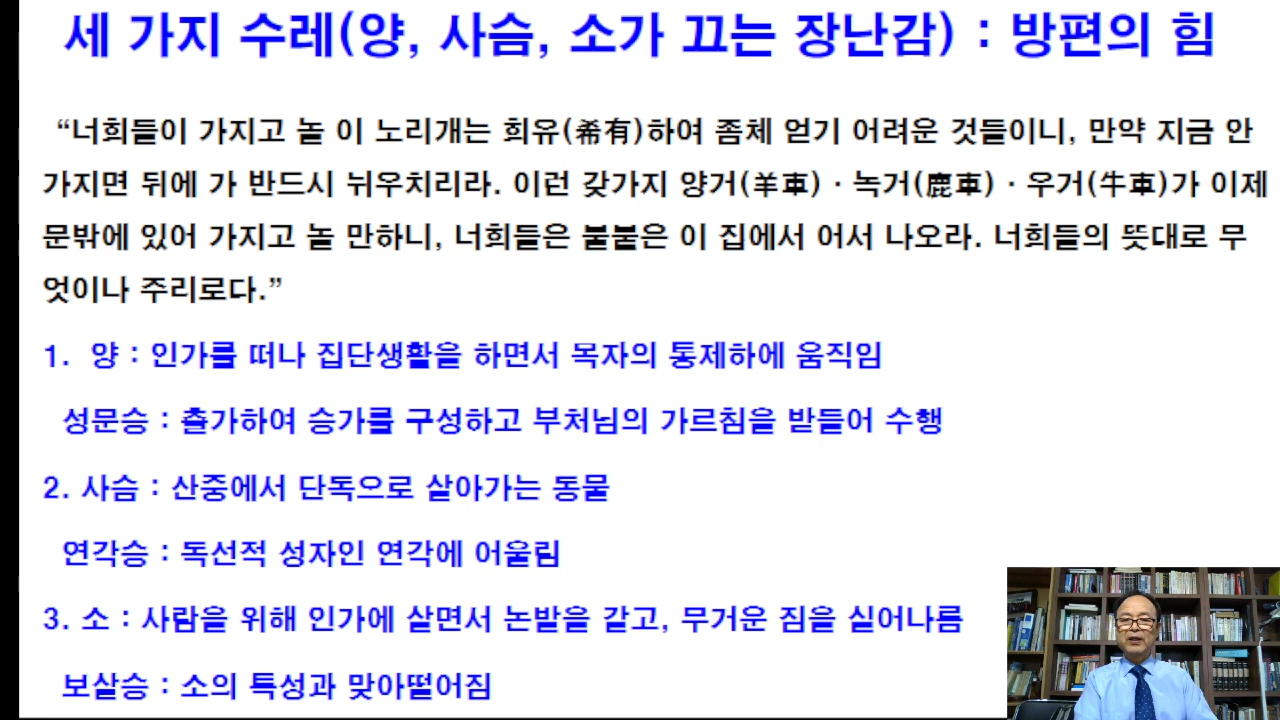 세 가지 수레(양, 사슴, 소가 끄는 장난감) : 방편의 힘
“너희들이 가지고 놀 이 노리개는 희유(希有)하여 좀체 얻기 어려운 것들이니, 만약 지금 안
가지면 뒤에 가 반드시 뉘우치리라. 이런 갖가지 양거(羊車)·녹거(鹿車)·우거(牛車)가 이제
문밖에 있어 가지고 놀 만하니, 너희들은 불붙은 이 집에서 어서 나오라. 너희들의 뜻대로 무
엇이나 주리로다.”
1. 양 : 인가를 떠나 집단생활을 하면서 목자의 통제하에 움직임
성문승 : 출가하여 승가를 구성하고 부처님의 가르침을 받들어 수행
2. 사슴 : 산중에서 단독으로 살아가는 동물
연각승 : 독선적 성자인 연각에 어울림
3. 소 : 사람을 위해 인가에 살면서 논밭을 갈고, 무거운 짐을 실어나름
보살승 : 소의 특성과 맞아떨어짐